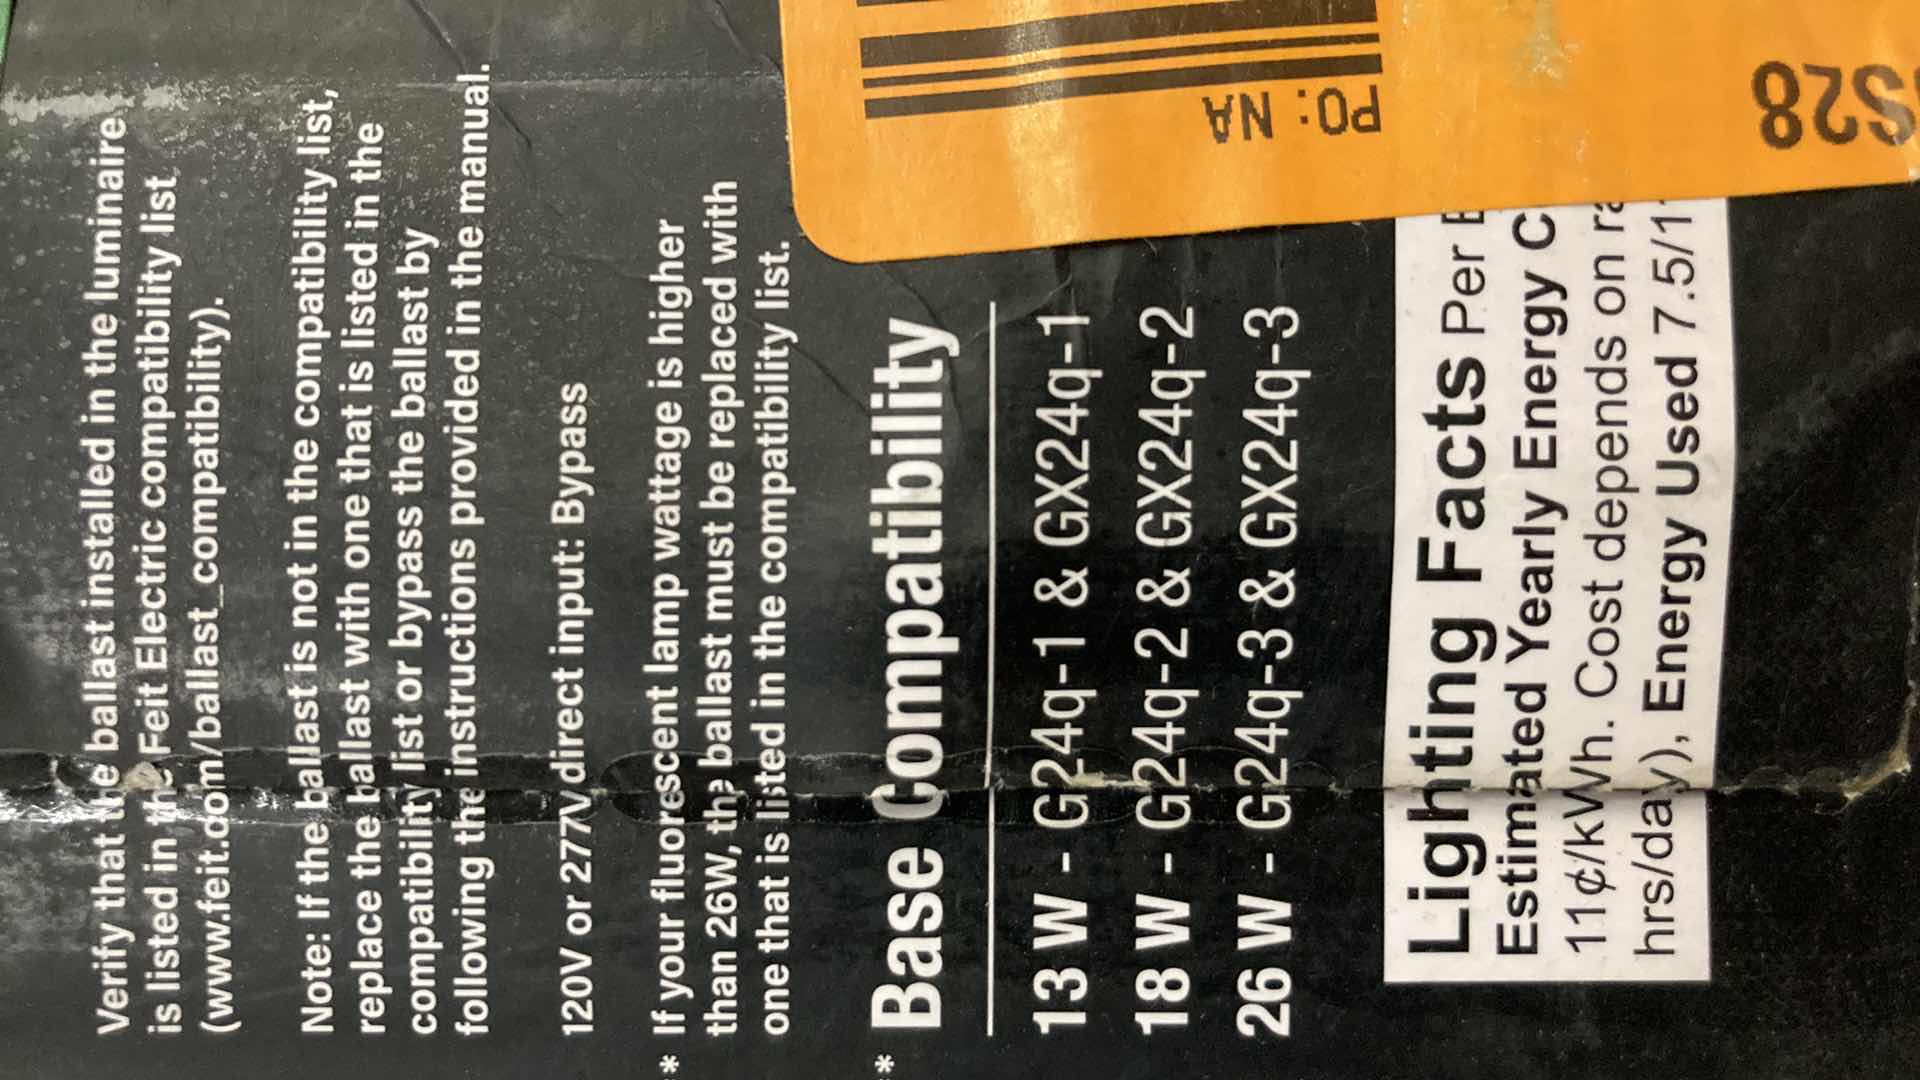 Verify that the ballast installed in the luminaire
is listed in the Feit Electric compatibility list
(www.feit.com/ballast_compatibility).
Note: If the ballast is not in the compatibility list,
replace the ballast with one that is listed in the
compatibility list or bypass the ballast by
following the instructions provided in the manual.
120V or 277V direct input: Bypass
* If your fluorescent lamp wattage is higher
than 26W, the ballast must be replaced with
one that is listed in the compatibility list.
* Base Compatibility
13 W - G24q-1 & GX24q-1
18 W - G24q-2 & GX24q-2
26 W - G24q-3 & GX24q-3
Lighting Facts Per
Estimated Yearly Energy C
11¢/kWh. Cost depends on ra
hrs/day), Energy Used 7.5/1
PO: NA
S28